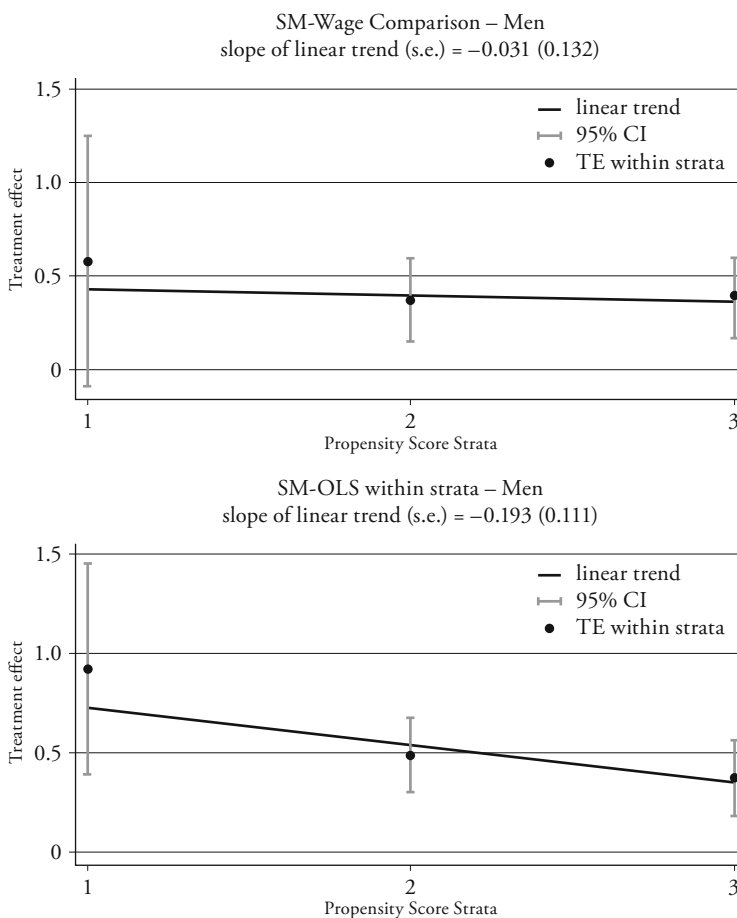 SM-Wage Comparison – Men
slope of linear trend (s.e.) = −0.031 (0.132)
1.5
linear trend
95% CI
TE within strata
1.0
Treatment effect
0.5
0
1
2
3
Propensity Score Strata
SM-OLS within strata – Men
slope of linear trend (s.e.) = −0.193 (0.111)
1.5
linear trend
95% CI
TE within strata
1.0
Treatment effect
0.5
0
1
2
3
Propensity Score Strata